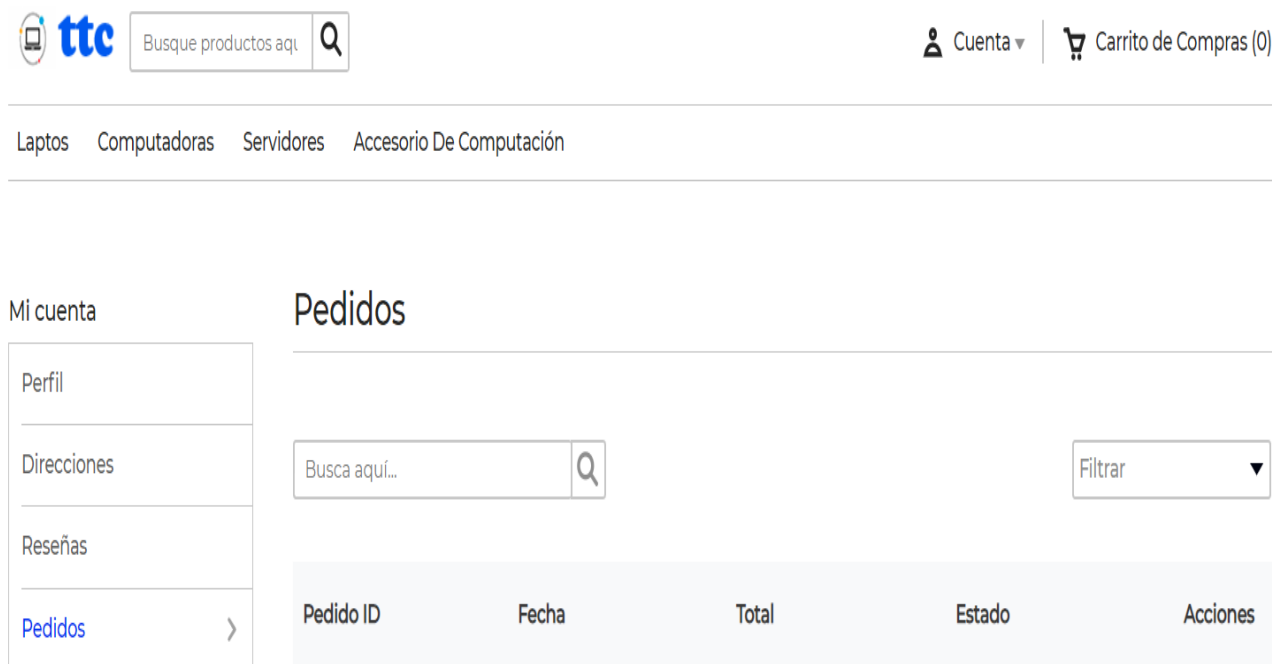 ttc
Busque productos aqu
Cuenta
Carrito de Compras (0)
Laptos Computadoras Servidores Accesorio De Computación
Mi cuenta
Perfil
Direcciones
Reseñas
Pedidos
Pedidos
Busca aquí...
Filtrar
Pedido ID Fecha Total Estado Acciones